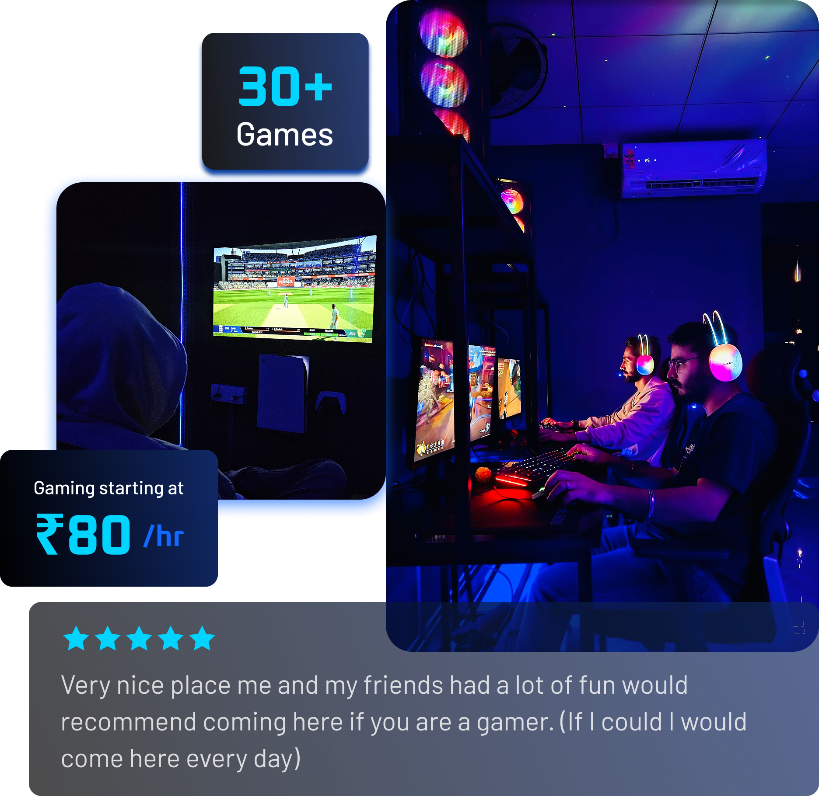 30+
Games
Gaming starting at
₹80 /hr
Very nice place me and my friends had a lot of fun would
recommend coming here if you are a gamer. (If I could I would
come here every day)